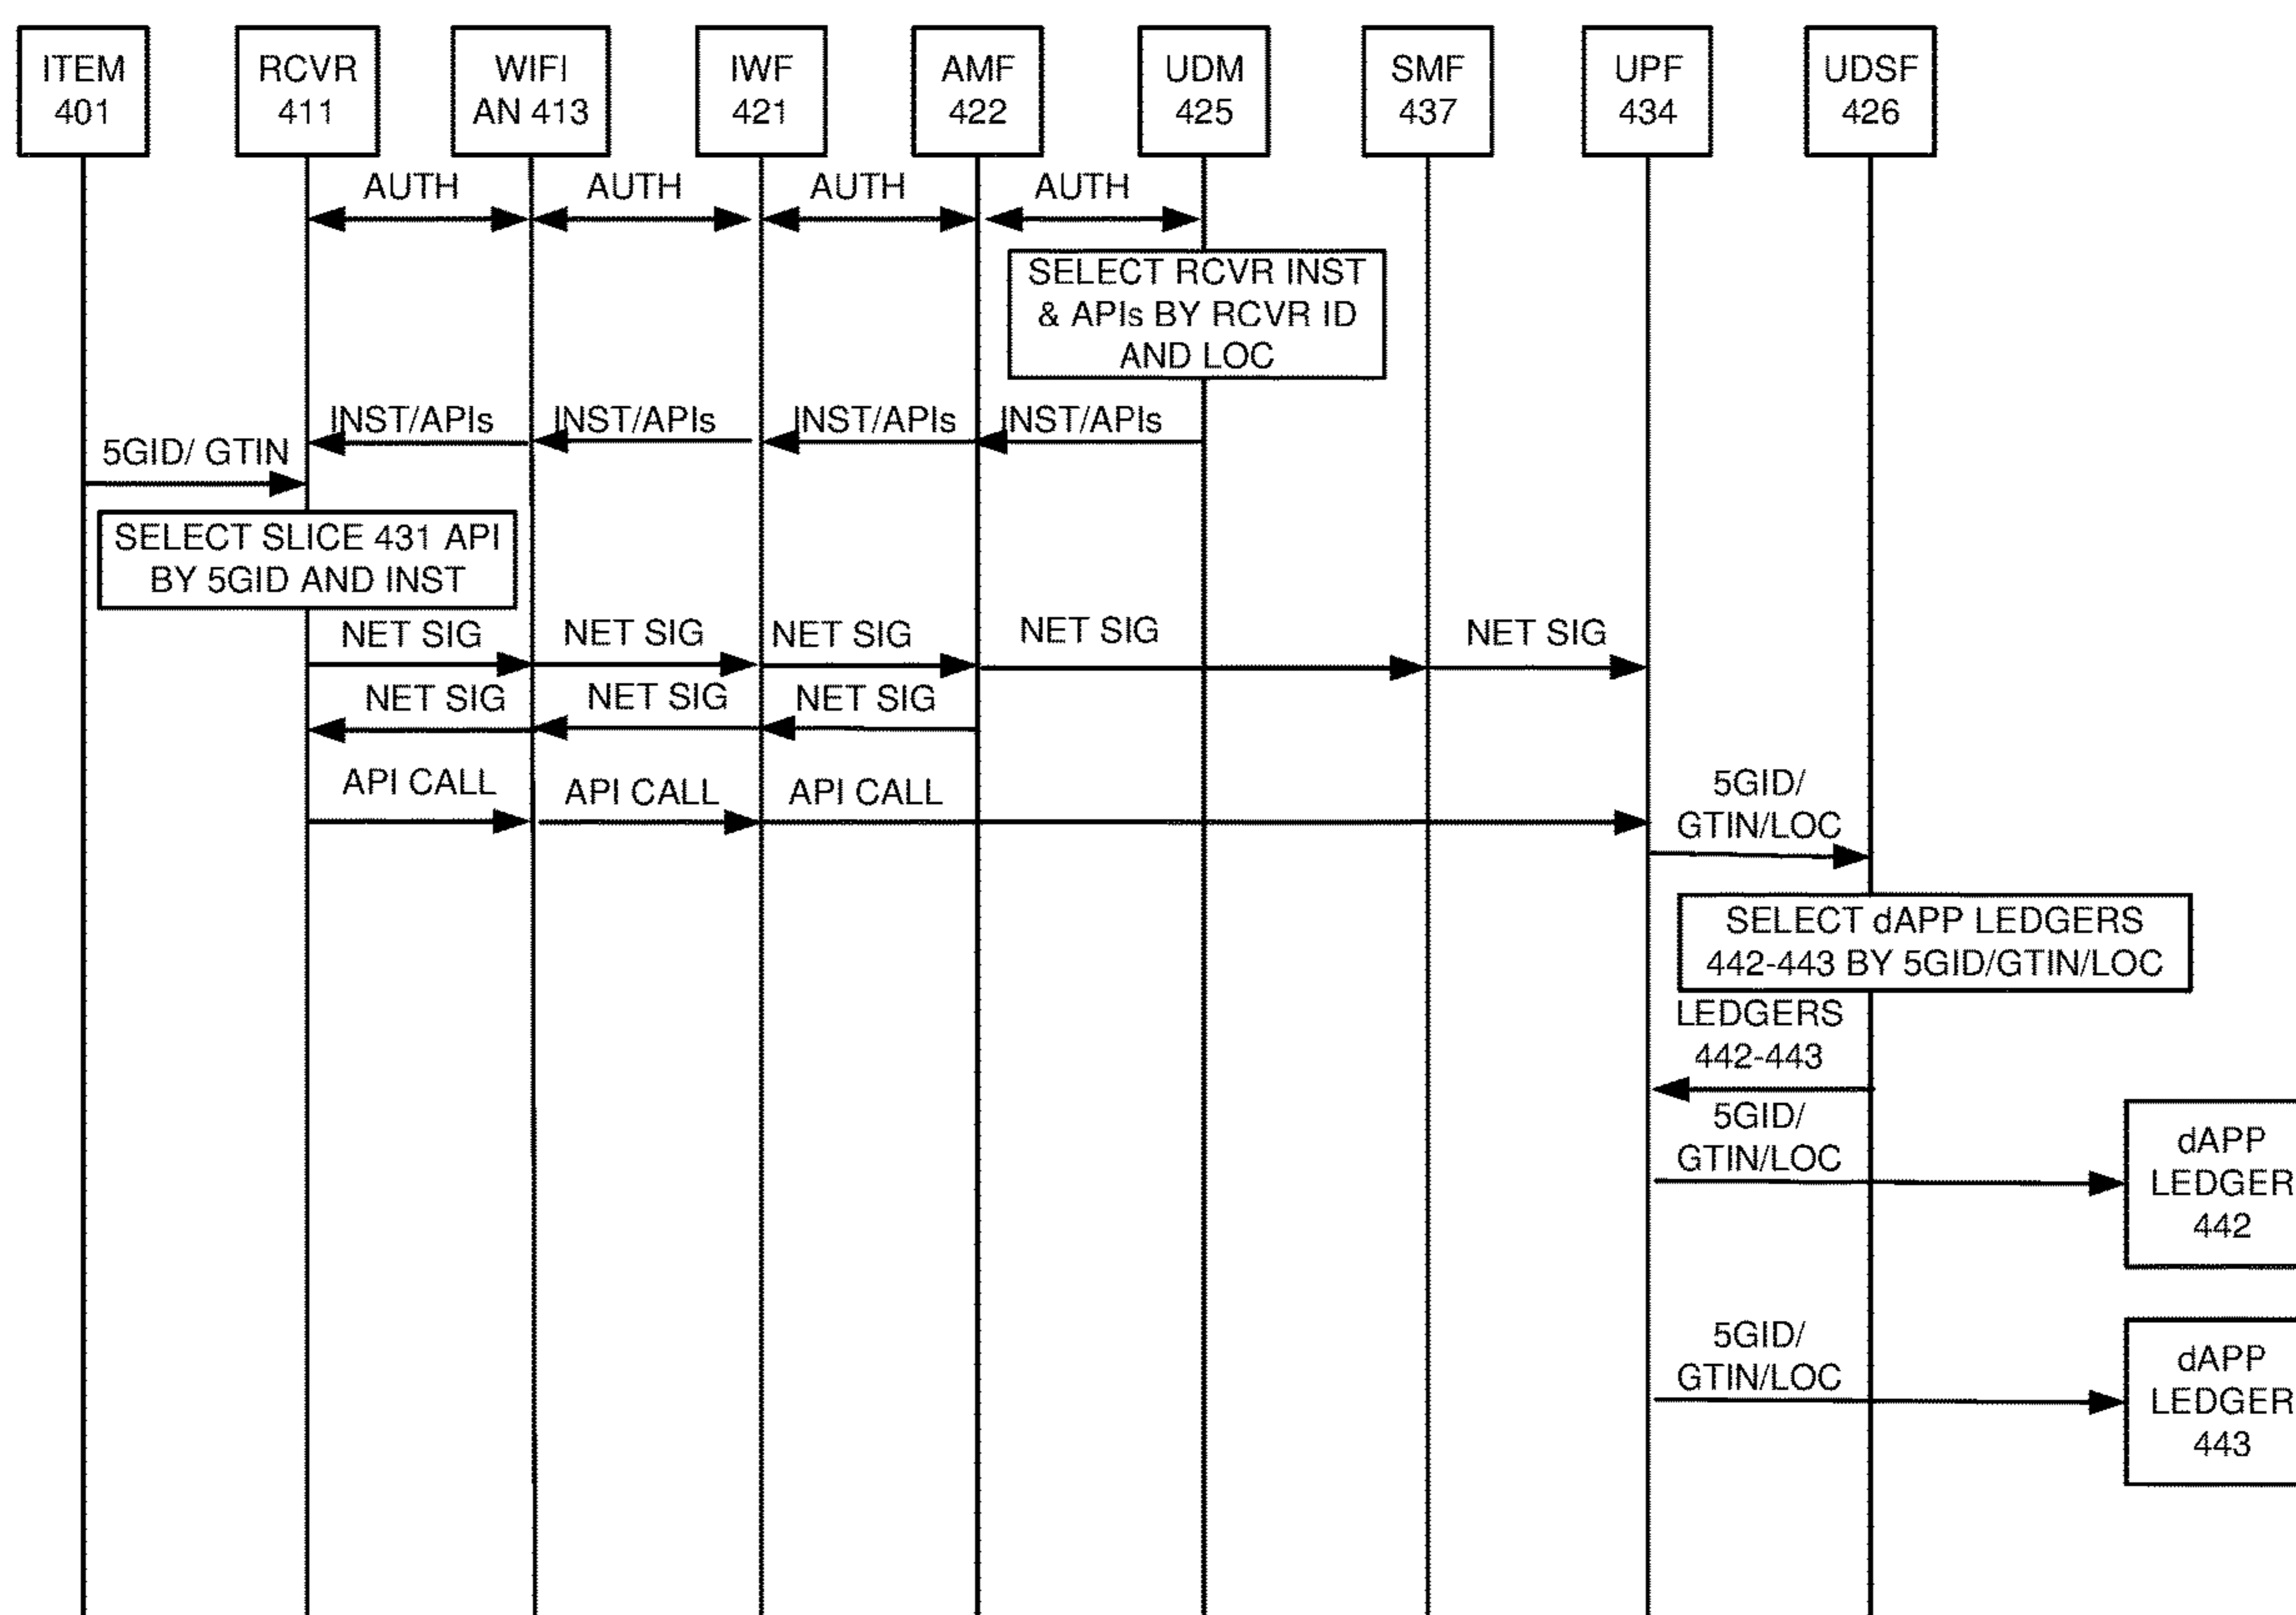 ITEM
401
RCVR
411
WIFI
AN 413
IWF
421
AMF
422
UDM
425
SMF
437
UPF
434
UDSF
426
AUTH
AUTH
AUTH
AUTH
SELECT RCVR INST
& APIs BY RCVR ID
AND LOC
INST/APIs
INST/APIs
INST/APIs
INST/APIs
5GID/ GTIN
SELECT SLICE 431 API
BY 5GID AND INST
NET SIG
NET SIG
NET SIG
NET SIG
NET SIG
NET SIG
NET SIG
NET SIG
API CALL
API CALL
API CALL
5GID/
GTIN/LOC
SELECT dAPP LEDGERS
442-443 BY 5GID/GTIN/LOC
LEDGERS
442-443
5GID/
GTIN/LOC
dAPP
LEDGER
442
5GID/
GTIN/LOC
dAPP
LEDGER
443